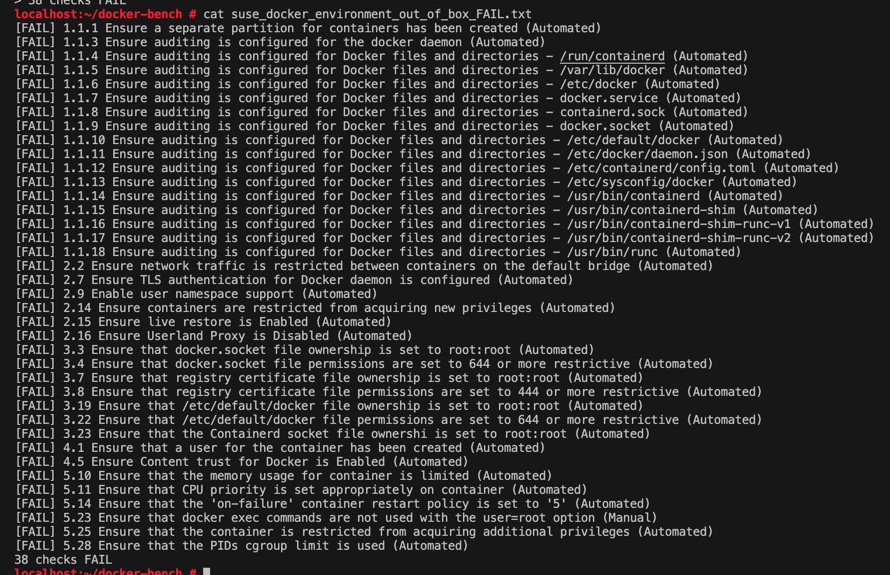 > 38 checks FAIL
localhost:~/docker-bench # cat suse_docker_environment_out_of_box_FAIL.txt
[FAIL] 1.1.1 Ensure a separate partition for containers has been created (Automated)
[FAIL] 1.1.3 Ensure auditing is configured for the docker daemon (Automated)
[FAIL] 1.1.4 Ensure auditing is configured for Docker files and directories - /run/containerd (Automated)
[FAIL] 1.1.5 Ensure auditing is configured for Docker files and directories - /var/lib/docker (Automated)
[FAIL] 1.1.6 Ensure auditing is configured for Docker files and directories - /etc/docker (Automated)
[FAIL] 1.1.7 Ensure auditing is configured for Docker files and directories - docker.service (Automated)
[FAIL] 1.1.8 Ensure auditing is configured for Docker files and directories - containerd.sock (Automated)
[FAIL] 1.1.9 Ensure auditing is configured for Docker files and directories - docker.socket (Automated)
[FAIL] 1.1.10 Ensure auditing is configured for Docker files and directories - /etc/default/docker (Automated)
[FAIL] 1.1.11 Ensure auditing is configured for Docker files and directories - /etc/docker/daemon.json (Automated)
[FAIL] 1.1.12 Ensure auditing is configured for Docker files and directories - /etc/containerd/config.toml (Automated)
[FAIL] 1.1.13 Ensure auditing is configured for Docker files and directories - /etc/sysconfig/docker (Automated)
[FAIL] 1.1.14 Ensure auditing is configured for Docker files and directories - /usr/bin/containerd (Automated)
[FAIL] 1.1.15 Ensure auditing is configured for Docker files and directories - /usr/bin/containerd-shim (Automated)
[FAIL] 1.1.16 Ensure auditing is configured for Docker files and directories - /usr/bin/containerd-shim-runc-v1 (Automated)
[FAIL] 1.1.17 Ensure auditing is configured for Docker files and directories - /usr/bin/containerd-shim-runc-v2 (Automated)
[FAIL] 1.1.18 Ensure auditing is configured for Docker files and directories - /usr/bin/runc (Automated)
[FAIL] 2.2 Ensure network traffic is restricted between containers on the default bridge (Automated)
[FAIL] 2.7 Ensure TLS authentication for Docker daemon is configured (Automated)
[FAIL] 2.9 Enable user namespace support (Automated)
[FAIL] 2.14 Ensure containers are restricted from acquiring new privileges (Automated)
[FAIL] 2.15 Ensure live restore is Enabled (Automated)
[FAIL] 2.16 Ensure Userland Proxy is Disabled (Automated)
[FAIL] 3.3 Ensure that docker.socket file ownership is set to root:root (Automated)
[FAIL] 3.4 Ensure that docker.socket file permissions are set to 644 or more restrictive (Automated)
[FAIL] 3.7 Ensure that registry certificate file ownership is set to root:root (Automated)
[FAIL] 3.8 Ensure that registry certificate file permissions are set to 444 or more restrictive (Automated)
[FAIL] 3.19 Ensure that /etc/default/docker file ownership is set to root:root (Automated)
[FAIL] 3.22 Ensure that /etc/default/docker file permissions are set to 644 or more restrictive (Automated)
[FAIL] 3.23 Ensure that the Containerd socket file ownershi is set to root:root (Automated)
[FAIL] 4.1 Ensure that a user for the container has been created (Automated)
[FAIL] 4.5 Ensure Content trust for Docker is Enabled (Automated)
[FAIL] 5.10 Ensure that the memory usage for container is limited (Automated)
[FAIL] 5.11 Ensure that CPU priority is set appropriately on container (Automated)
[FAIL] 5.14 Ensure that the 'on-failure' container restart policy is set to '5' (Automated)
[FAIL] 5.23 Ensure that docker exec commands are not used with the user=root option (Manual)
[FAIL] 5.25 Ensure that the container is restricted from acquiring additional privileges (Automated)
[FAIL] 5.28 Ensure that the PIDs cgroup limit is used (Automated)
38 checks FAIL
localhost:~/docker-bench #